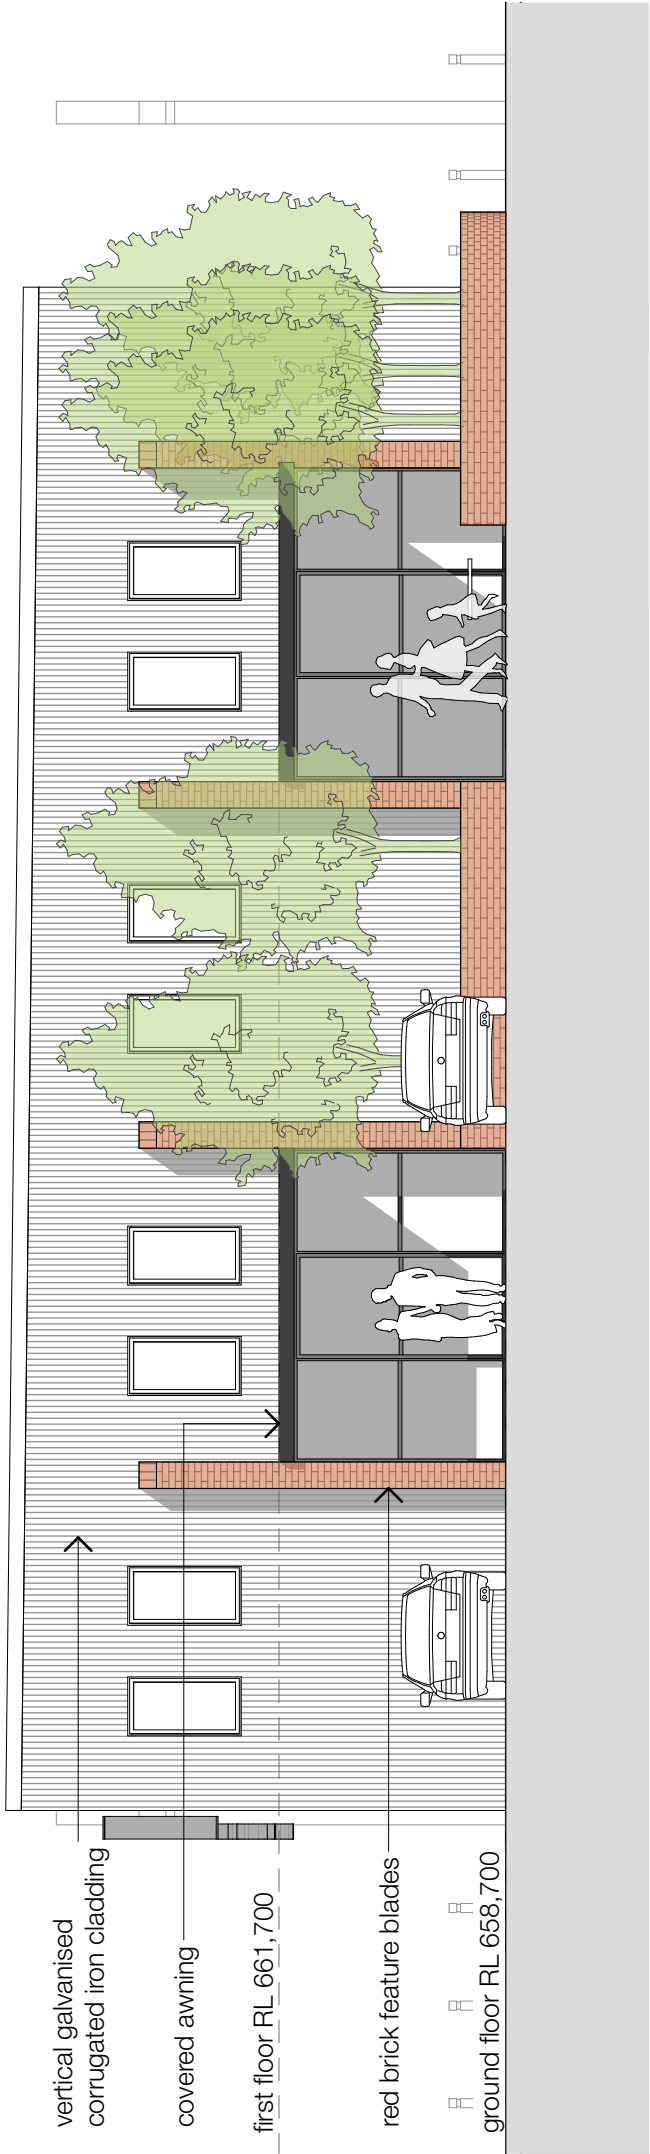 vertical galvanised
corrugated iron cladding
covered awning
first floor RL 661,700
red brick feature blades
ground floor RL 658,700